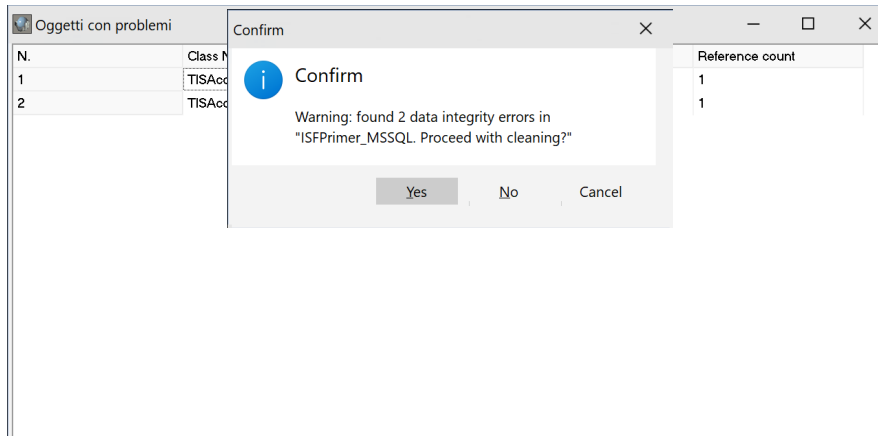 Oggetti con problemi
Confirm
N.
Class N
Reference count
1
TISAcc
1
2
TISAcc
1
Confirm
Warning: found 2 data integrity errors in
"ISFPrimer_MSSQL. Proceed with cleaning?"
Yes
No
Cancel